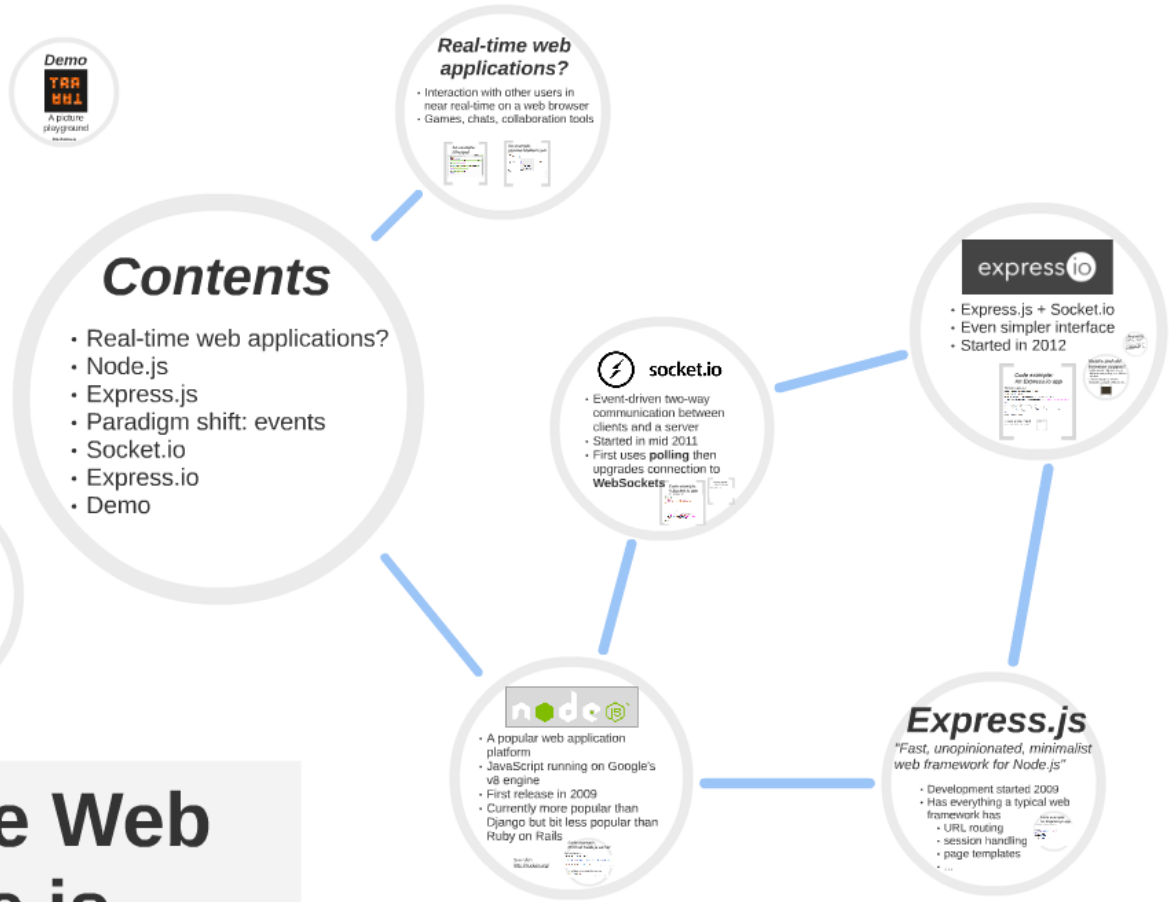 Demo
A picture
playground
Real-time web
applications?
• Interaction with other users in
near real-time on a web browser
• Games, chats, collaboration tools
Contents
• Real-time web applications?
• Node.js
• Express.js
• Paradigm shift: events
• Socket.io
• Express.io
• Demo
socket.io
• Event-driven two-way
communication between
clients and a server
• Started in mid 2011
• First uses polling then
upgrades connection to
WebSockets
express io
• Express.js + Socket.io
• Even simpler interface
• Started in 2012
Code example:
node JS
• A popular web application
platform
• JavaScript running on Google's
v8 engine
• First release in 2009
• Currently more popular than
Django but bit less popular than
Ruby on Rails
Express.js
"Fast, unopinionated, minimalist
web framework for Node.js"
• Development started 2009
• Has everything a typical web
framework has
• URL routing
• session handling
• page templates
• ...
e Web
e.js